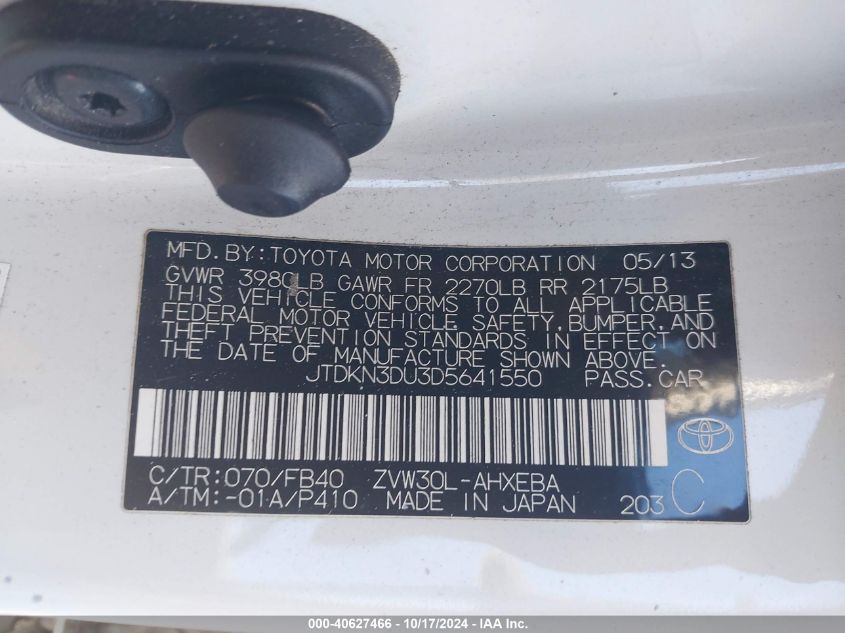 MFD.BY:TOYOTA MOTOR CORPORATION 05/13
GVWR 3980LB GAWR FR 2270LB RR 2175LB
THIS VEHICLE CONFORMS TO ALL APPLICABLE
FEDERAL MOTOR VEHICLE SAFETY,BUMPER,AND
THEFT PREVENTION STANDARDS IN EFFECT ON
THE DATE OF MANUFACTURE SHOWN ABOVE.
JTDKN3DU3D5641550 PASS.CAR
C/TR:070/FB40 ZVW30L-AHXEBA
A/TM:-01A/P410 MADE IN JAPAN 203 C
000-40627466 - 10/17/2024 - IAA Inc.